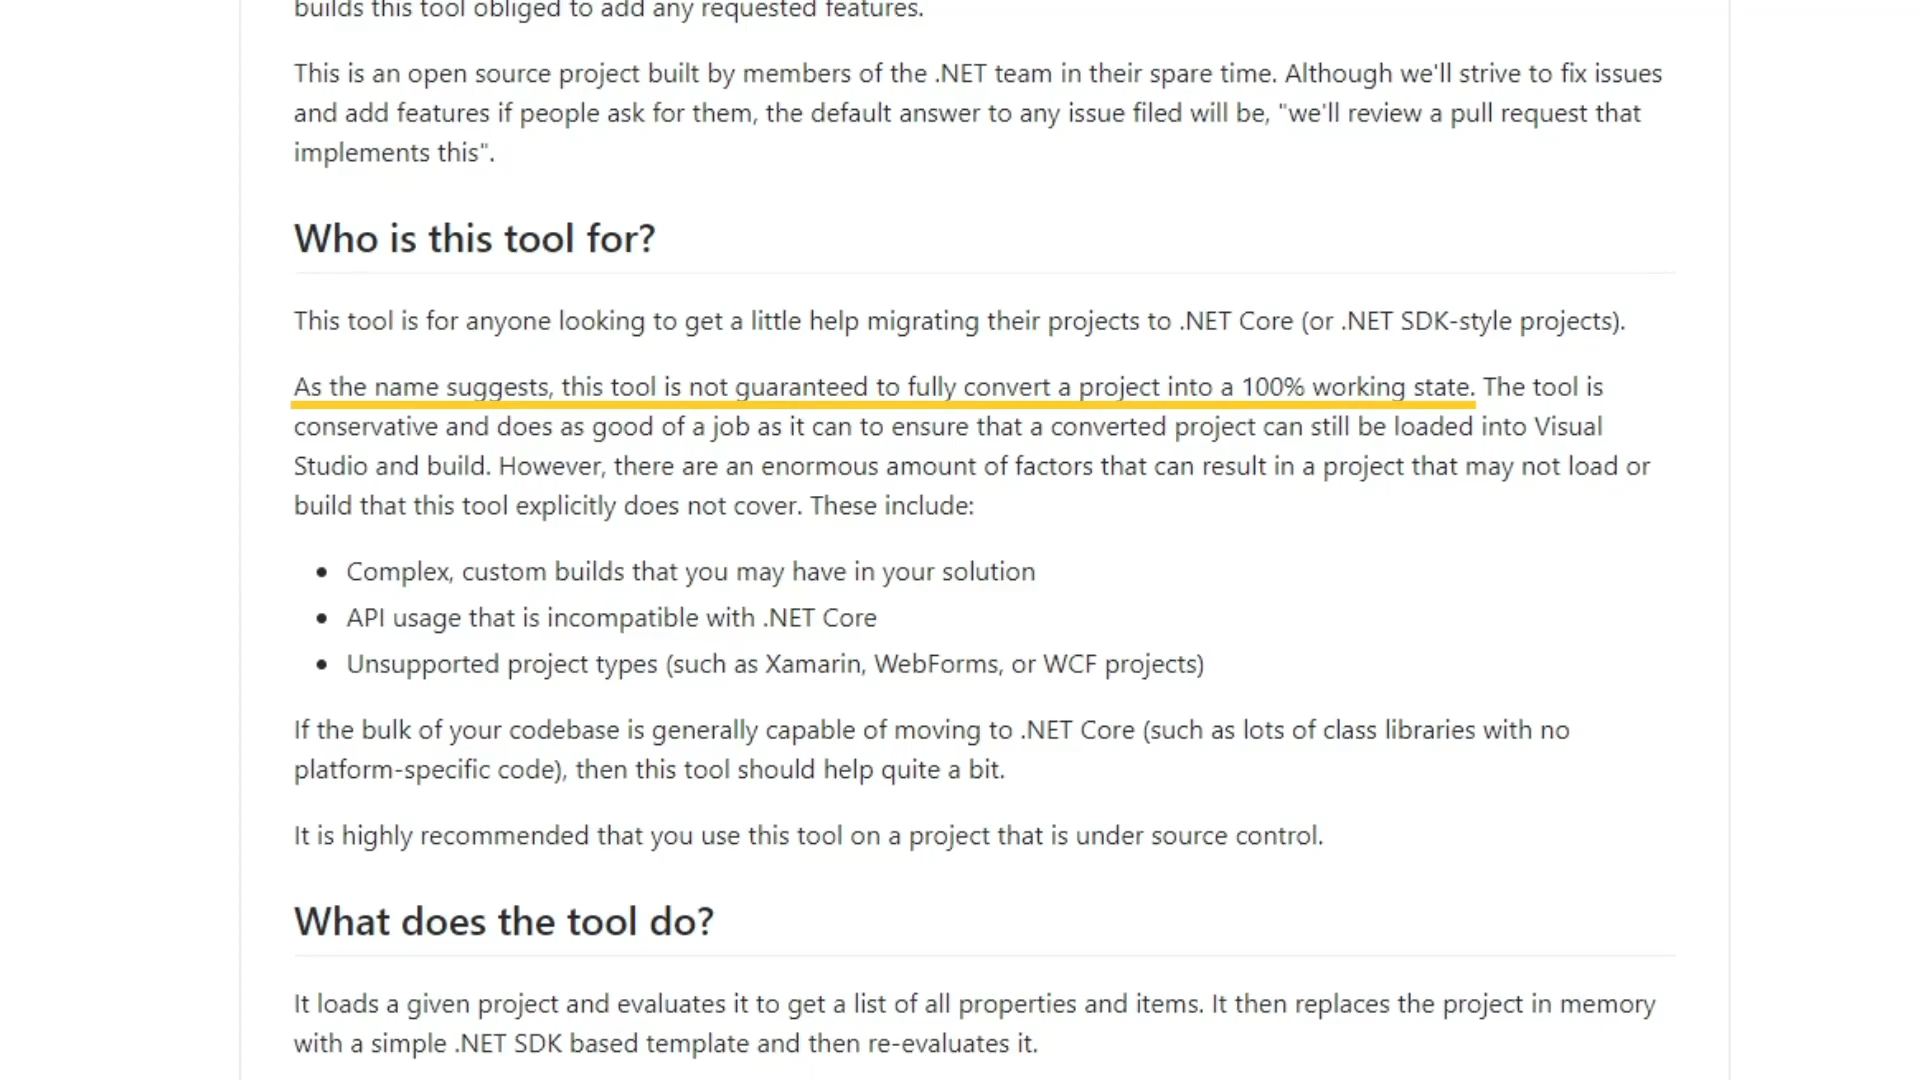 builds this tool obliged to add any requested features.
This is an open source project built by members of the .NET team in their spare time. Although we'll strive to fix issues
and add features if people ask for them, the default answer to any issue filed will be, "we'll review a pull request that
implements this".
Who is this tool for?
This tool is for anyone looking to get a little help migrating their projects to .NET Core (or .NET SDK-style projects).
As the name suggests, this tool is not guaranteed to fully convert a project into a 100% working state. The tool is
conservative and does as good of a job as it can to ensure that a converted project can still be loaded into Visual
Studio and build. However, there are an enormous amount of factors that can result in a project that may not load or
build that this tool explicitly does not cover. These include:
• Complex, custom builds that you may have in your solution
• API usage that is incompatible with .NET Core
• Unsupported project types (such as Xamarin, WebForms, or WCF projects)
If the bulk of your codebase is generally capable of moving to .NET Core (such as lots of class libraries with no
platform-specific code), then this tool should help quite a bit.
It is highly recommended that you use this tool on a project that is under source control.
What does the tool do?
It loads a given project and evaluates it to get a list of all properties and items. It then replaces the project in memory
with a simple .NET SDK based template and then re-evaluates it.